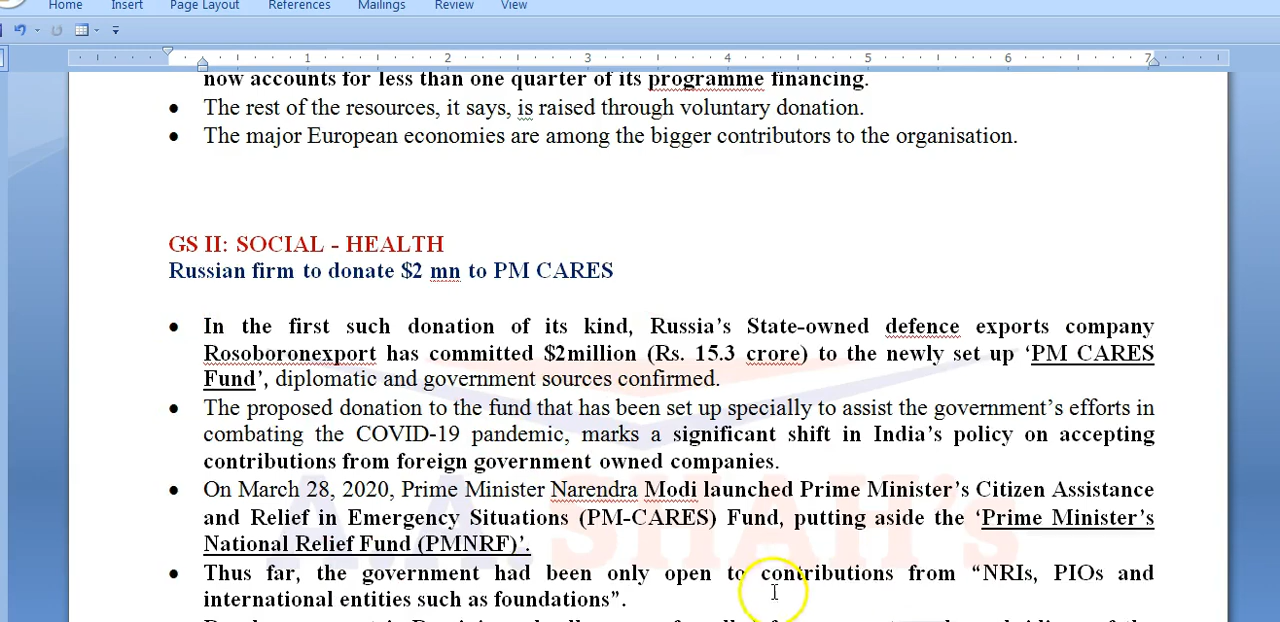 Home Insert Page Layout References Mailings Review View
1 2 3 4 5 6 7
now accounts for less than one quarter of its programme financing.
• The rest of the resources, it says, is raised through voluntary donation.
• The major European economies are among the bigger contributors to the organisation.
GS II: SOCIAL - HEALTH
Russian firm to donate $2 mn to PM CARES
• In the first such donation of its kind, Russia's State-owned defence exports company
Rosoboronexport has committed $2million (Rs. 15.3 crore) to the newly set up ‘PM CARES
Fund’, diplomatic and government sources confirmed.
• The proposed donation to the fund that has been set up specially to assist the government’s efforts in
combating the COVID-19 pandemic, marks a significant shift in India’s policy on accepting
contributions from foreign government owned companies.
• On March 28, 2020, Prime Minister Narendra Modi launched Prime Minister’s Citizen Assistance
and Relief in Emergency Situations (PM-CARES) Fund, putting aside the ‘Prime Minister’s
National Relief Fund (PMNRF)’.
• Thus far, the government had been only open to contributions from “NRIs, PIOs and
international entities such as foundations”.
SHAH's